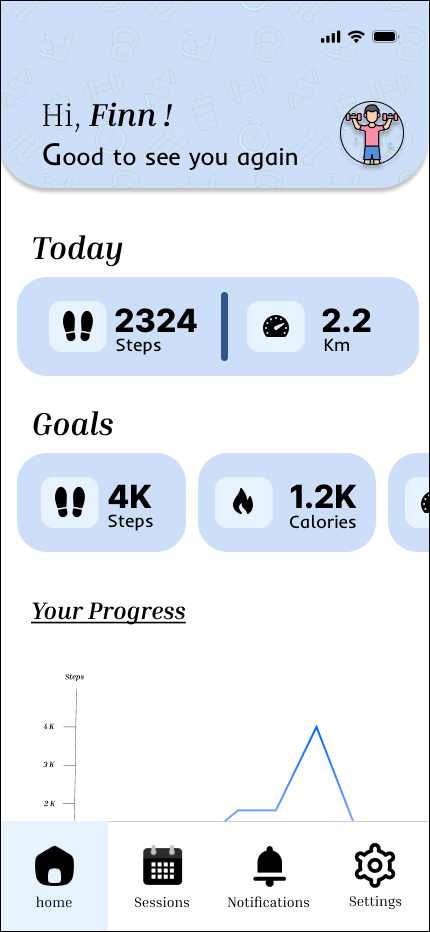 Hi, Finn !
Good to see you again
Today
2324
Steps
2.2
Km
Goals
4K
Steps
1.2K
Calories
Your Progress
Steps
4 K
3 K
2 K
home
Sessions
Notifications
Settings